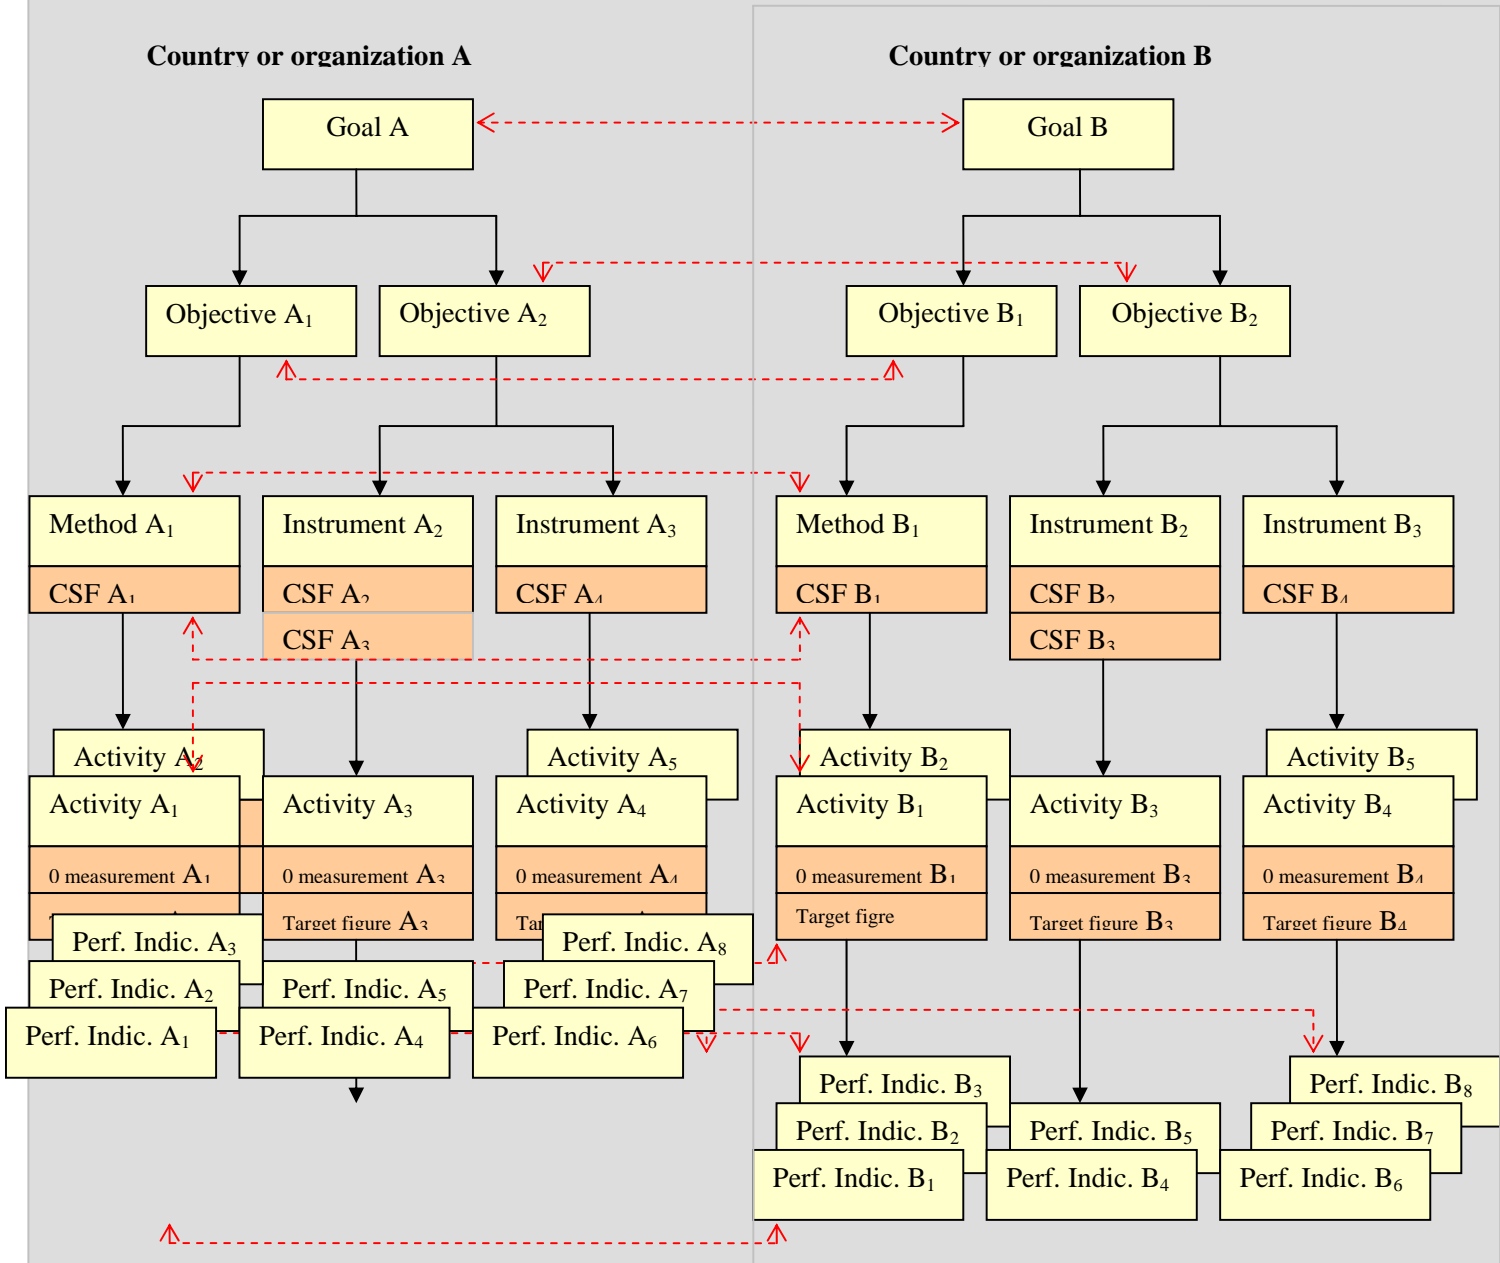 Country or organization A
Country or organization B
Goal A
Goal B
Objective A₁
Objective A₂
Objective B₁
Objective B₂
Method A₁
Instrument A₂
Instrument A₃
Method B₁
Instrument B₂
Instrument B₃
CSF A₁
CSF A₂
CSF A₄
CSF B₁
CSF B₂
CSF B₄
CSF A₃
CSF B₃
Activity A₂
Activity A₅
Activity B₂
Activity B₅
Activity A₁
Activity A₃
Activity A₄
Activity B₁
Activity B₃
Activity B₄
0 measurement A₁
0 measurement A₃
0 measurement A₄
0 measurement B₁
0 measurement B₃
0 measurement B₄
Target figure A₃
Target figre
Target figure B₃
Target figure B₄
Perf. Indic. A₃
Perf. Indic. A₈
Perf. Indic. A₂
Perf. Indic. A₅
Perf. Indic. A₇
Perf. Indic. A₁
Perf. Indic. A₄
Perf. Indic. A₆
Perf. Indic. B₃
Perf. Indic. B₈
Perf. Indic. B₂
Perf. Indic. B₅
Perf. Indic. B₇
Perf. Indic. B₁
Perf. Indic. B₄
Perf. Indic. B₆